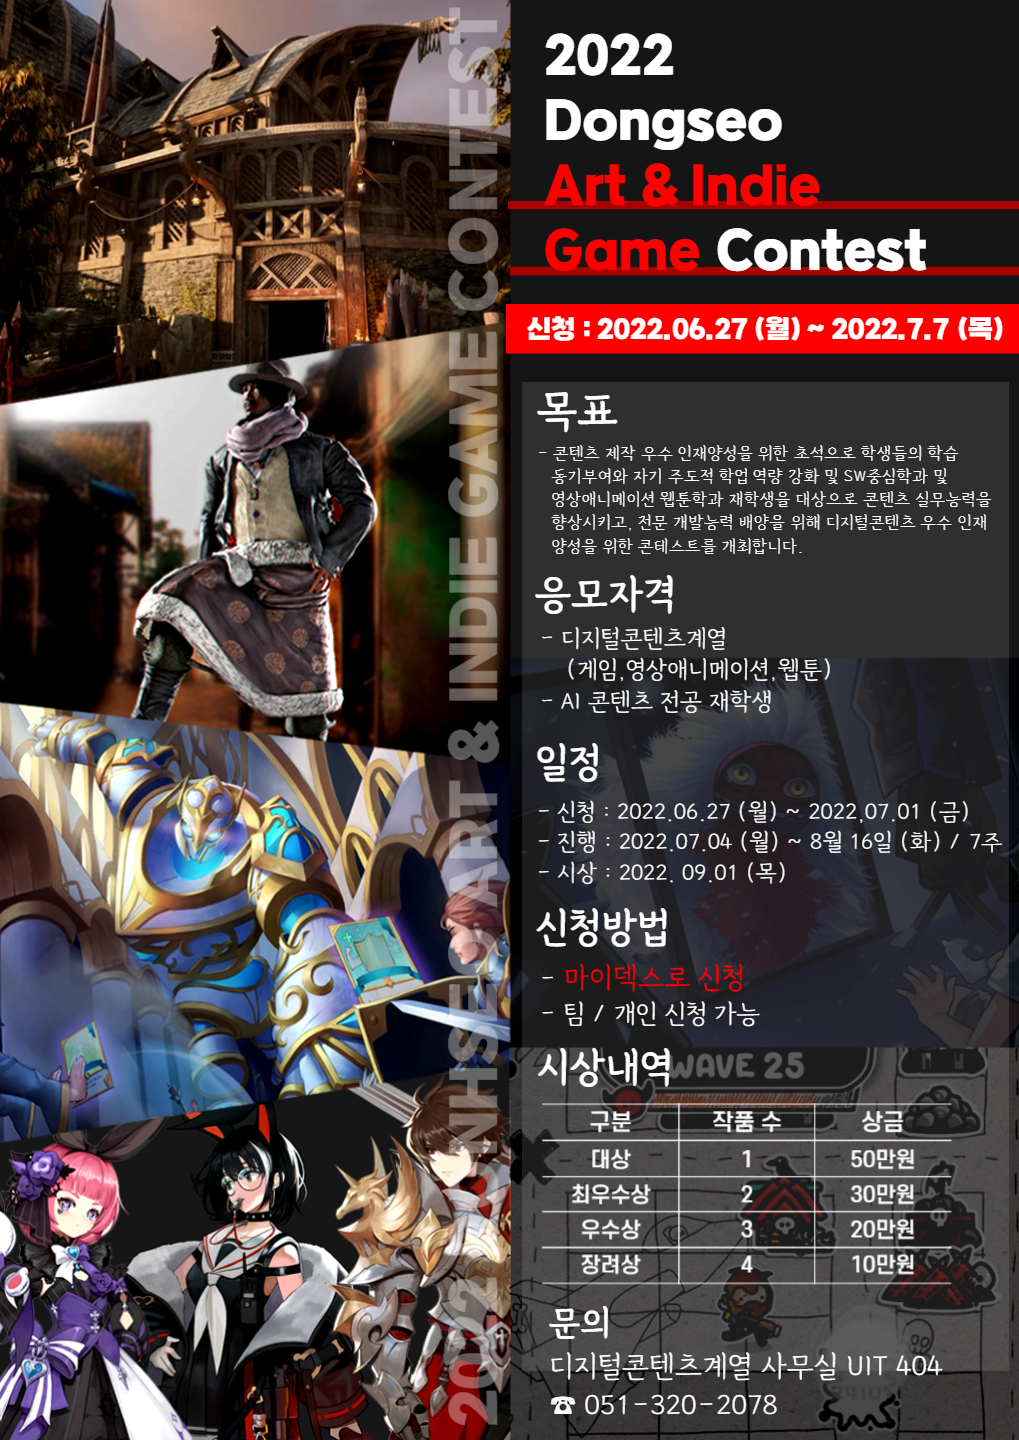 2022
Dongseo
Art & Indie
Game Contest
신청 : 2022.06.27 (월) ~ 2022.7.7 (목)
목표
- 콘텐츠 제작 우수 인재양성을 위한 초석으로 학생들의 학습
동기부여와 자기 주도적 학업 역량 강화 및 SW중심학과 및
영상애니메이션 웹툰학과 재학생을 대상으로 콘텐츠 실무능력을
향상시키고, 전문 개발능력 배양을 위해 디지털콘텐츠 우수 인재
양성을 위한 콘테스트를 개최합니다.
응모자격
- 디지털콘텐츠계열
(게임,영상애니메이션,웹툰)
- AI 콘텐츠 전공 재학생
일정
- 신청 : 2022.06.27 (월) ~ 2022.07.01 (금)
- 진행 : 2022.07.04 (월) ~ 8월 16일 (화) / 7주
- 시상 : 2022. 09.01 (목)
신청방법
- 마이덱스로 신청
- 팀 / 개인 신청 가능
시상내역
WAVE 25
구분 작품 수 상금
대상 1 50만원
최우수상 2 30만원
우수상 3 20만원
장려상 4 10만원
문의
디지털콘텐츠계열 사무실 UIT 404
☎ 051-320-2078
ART & INDIE GAME.CONTEST